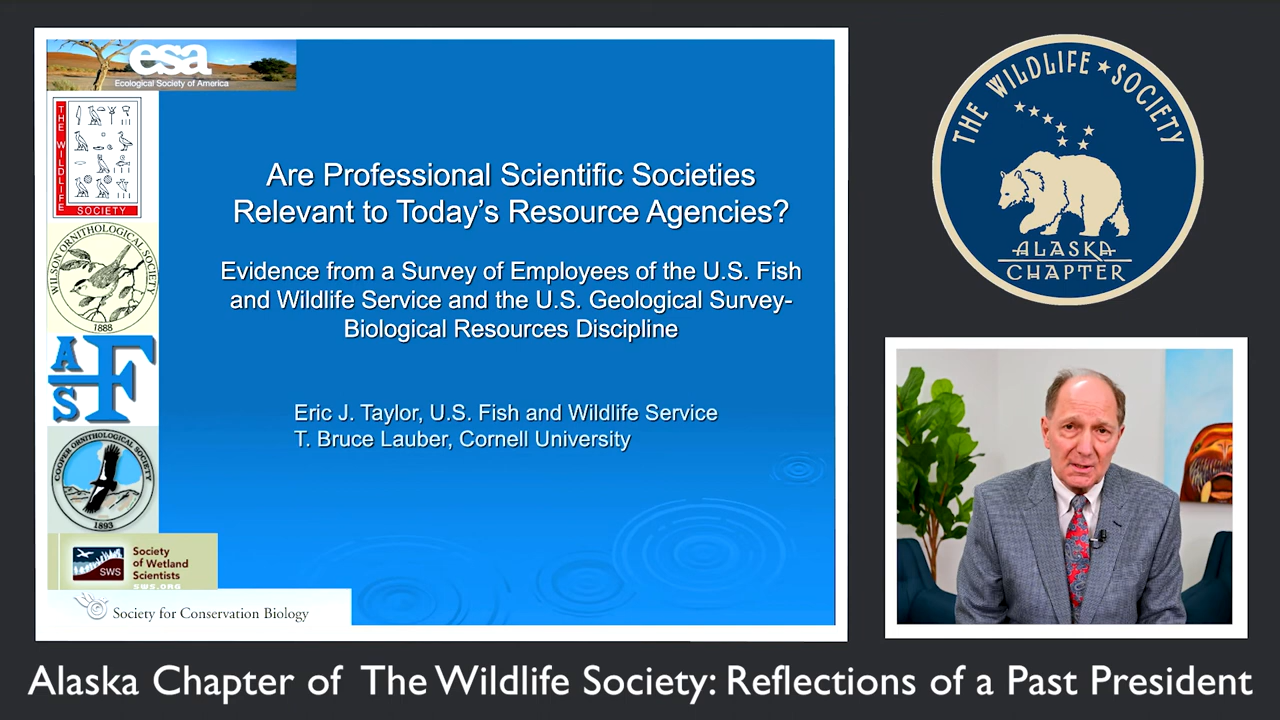 esa
Ecological Society of America
THE WILDLIFE
SOCIETY
WILSON ORNITHOLOGICAL SOCIETY
1888
AFS
COOPER ORNITHOLOGICAL SOCIETY
1893
SWS
Society
of Wetland
Scientists
sws.org
Society for Conservation Biology
Are Professional Scientific Societies
Relevant to Today's Resource Agencies?
Evidence from a Survey of Employees of the U.S. Fish
and Wildlife Service and the U.S. Geological Survey-
Biological Resources Discipline
Eric J. Taylor, U.S. Fish and Wildlife Service
T. Bruce Lauber, Cornell University
THE WILDLIFE SOCIETY
ALASKA
CHAPTER
Alaska Chapter of The Wildlife Society: Reflections of a Past President